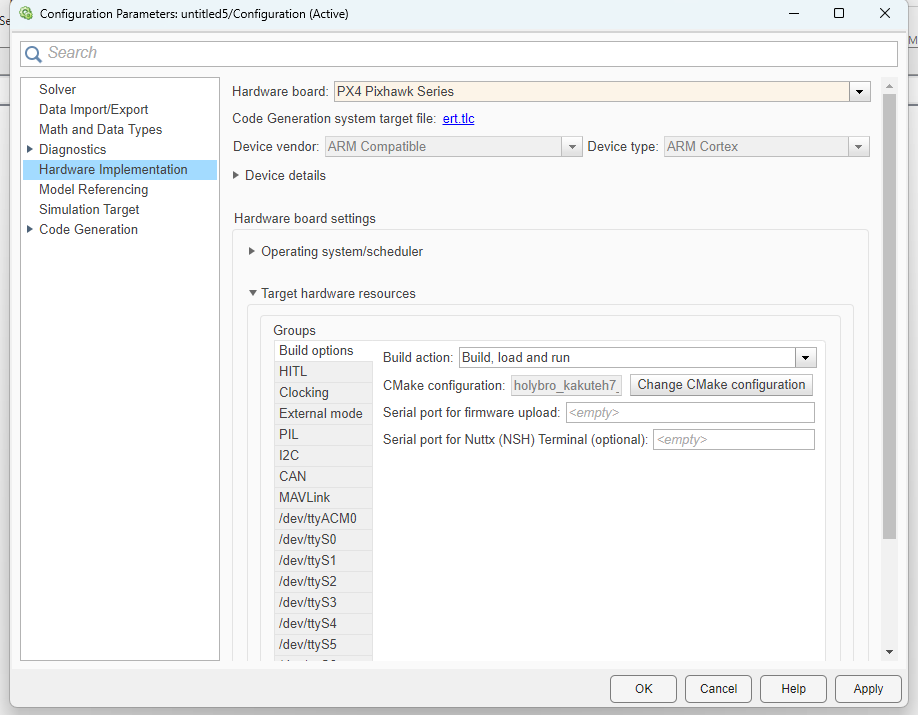 Configuration Parameters: untitled5/Configuration (Active)
Search
Solver
Data Import/Export
Math and Data Types
Diagnostics
Hardware Implementation
Model Referencing
Simulation Target
Code Generation
Hardware board: PX4 Pixhawk Series
Code Generation system target file: ert.tlc
Device vendor: ARM Compatible Device type: ARM Cortex
Device details
Hardware board settings
Operating system/scheduler
Target hardware resources
Groups
Build options
HITL
Clocking
External mode
PIL
I2C
CAN
MAVLink
/dev/ttyACM0
/dev/ttyS0
/dev/ttyS1
/dev/ttyS2
/dev/ttyS3
/dev/ttyS4
/dev/ttyS5
Build action: Build, load and run
CMake configuration: holybro_kakuteh7_ Change CMake configuration
Serial port for firmware upload: <empty>
Serial port for Nuttx (NSH) Terminal (optional): <empty>
OK Cancel Help Apply